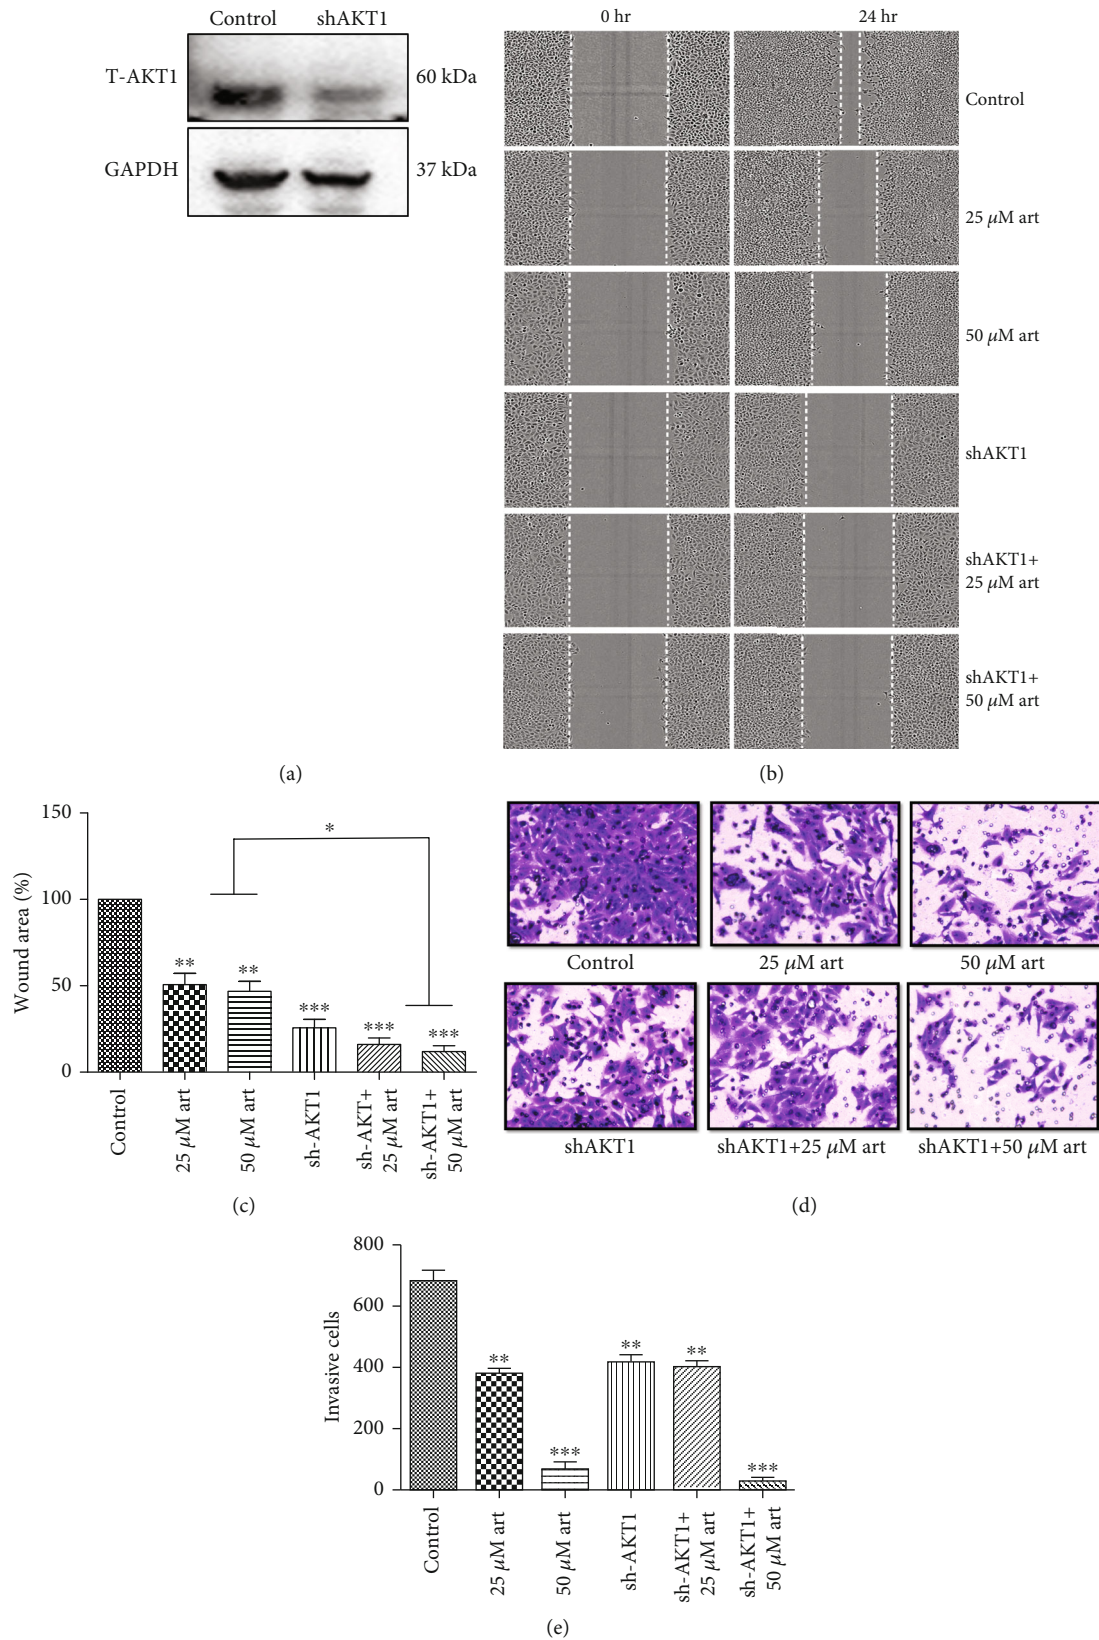 Control shAKT1
T-AKT1 60 kDa
GAPDH 37 kDa
(a)
0 hr 24 hr
Control
25 µM art
50 µM art
shAKT1
shAKT1+
25 µM art
shAKT1+
50 µM art
(b)
Wound area (%)
150
100
50
0
*
** ** *** *** ***
Control
25 µM art
50 µM art
sh-AKT1
sh-AKT+
25 µM art
sh-AKT1+
50 µM art
(c)
Control 25 µM art 50 µM art
shAKT1 shAKT1+25 µM art shAKT1+50 µM art
(d)
Invasive cells
800
600
400
200
0
** *** ** ** ***
Control
25 µM art
50 µM art
sh-AKT1
sh-AKT1+
25 µM art
sh-AKT1+
50 µM art
(e)